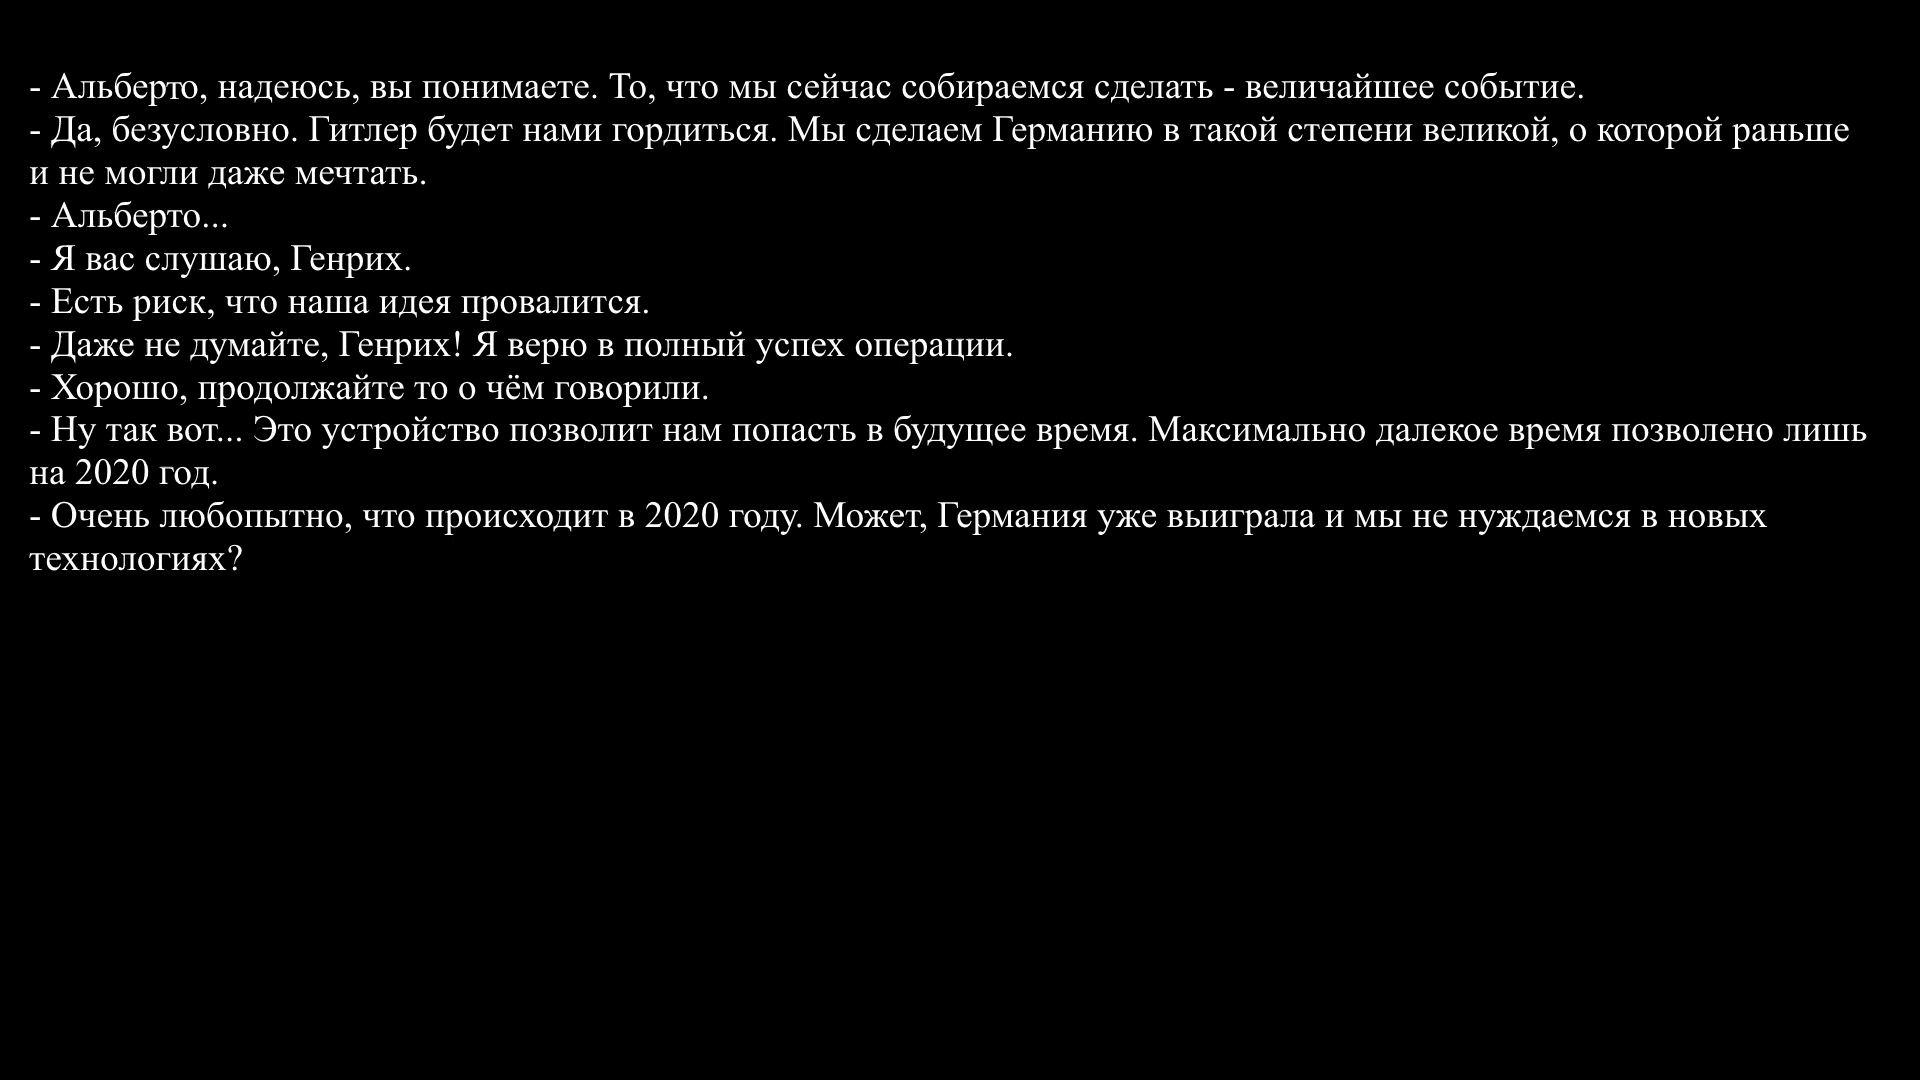 - Альберто, надеюсь, вы понимаете. То, что мы сейчас собираемся сделать - величайшее событие.
- Да, безусловно. Гитлер будет нами гордиться. Мы сделаем Германию в такой степени великой, о которой раньше
и не могли даже мечтать.
- Альберто...
- Я вас слушаю, Генрих.
- Есть риск, что наша идея провалится.
- Даже не думайте, Генрих! Я верю в полный успех операции.
- Хорошо, продолжайте то о чём говорили.
- Ну так вот... Это устройство позволит нам попасть в будущее время. Максимально далекое время позволено лишь
на 2020 год.
- Очень любопытно, что происходит в 2020 году. Может, Германия уже выиграла и мы не нуждаемся в новых
технологиях?